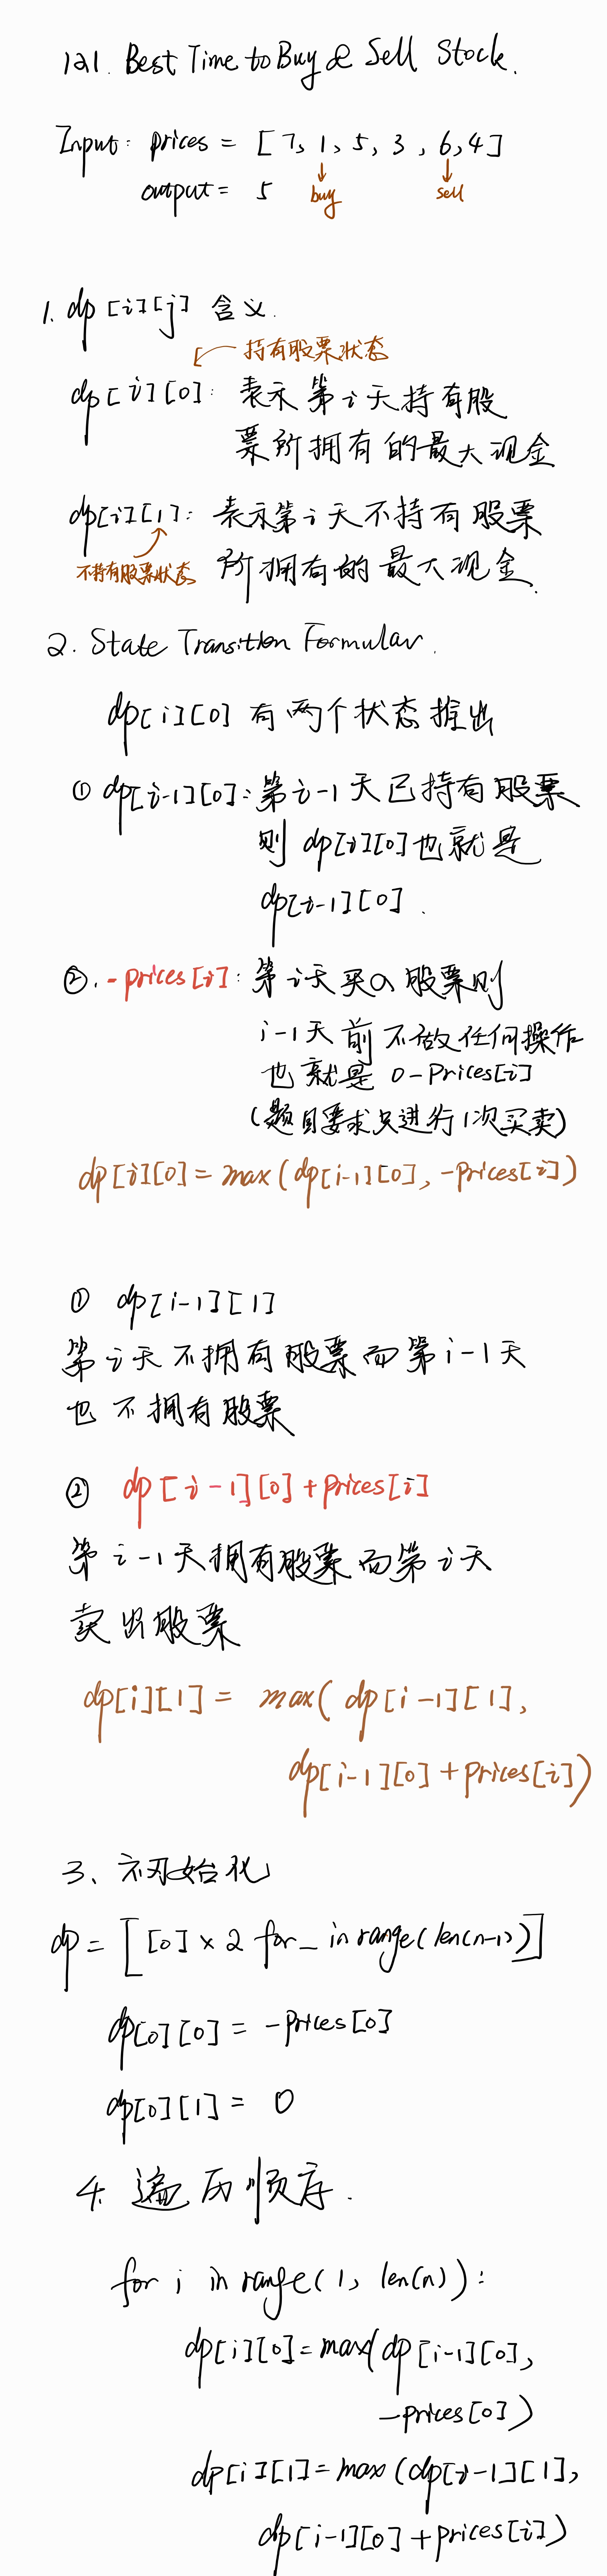 121. Best Time to Buy & Sell Stock.
Input: prices = [7, 1, 5, 3, 6, 4]
output = 5 buy sell
1. dp[i][j] 含义.
持有股票状态
dp[i][0]: 表示第i天持有股
票所拥有的最大现金
dp[i][1]: 表示第i天不持有股票
不持有股票状态 所拥有的最大现金.
2. State Transition Formular.
dp[i][0] 有两个状态推出
① dp[i-1][0]: 第i-1天已持有股票
则 dp[i][0]也就是
dp[i-1][0].
②. -prices[i]: 第i天买入股票则
i-1天前不做任何操作
也就是 0-Prices[i]
(题目要求只进行1次买卖)
dp[i][0] = max(dp[i-1][0], -prices[i])
① dp[i-1][1]
第i天不拥有股票而第i-1天
也不拥有股票
② dp[i-1][0]+prices[i]
第i-1天拥有股票而第i天
卖出股票
dp[i][1] = max( dp[i-1][1],
dp[i-1][0] + prices[i])
3、初始化
dp = [[0] × 2 for _ in range(len(n-1))]
dp[0][0] = -prices[0]
dp[0][1] = 0
4. 遍历顺序.
for i in range(1, len(n)):
dp[i][0] = max(dp[i-1][0],
-prices[0])
dp[i][1] = max(dp[i-1][1],
dp[i-1][0] + prices[i])